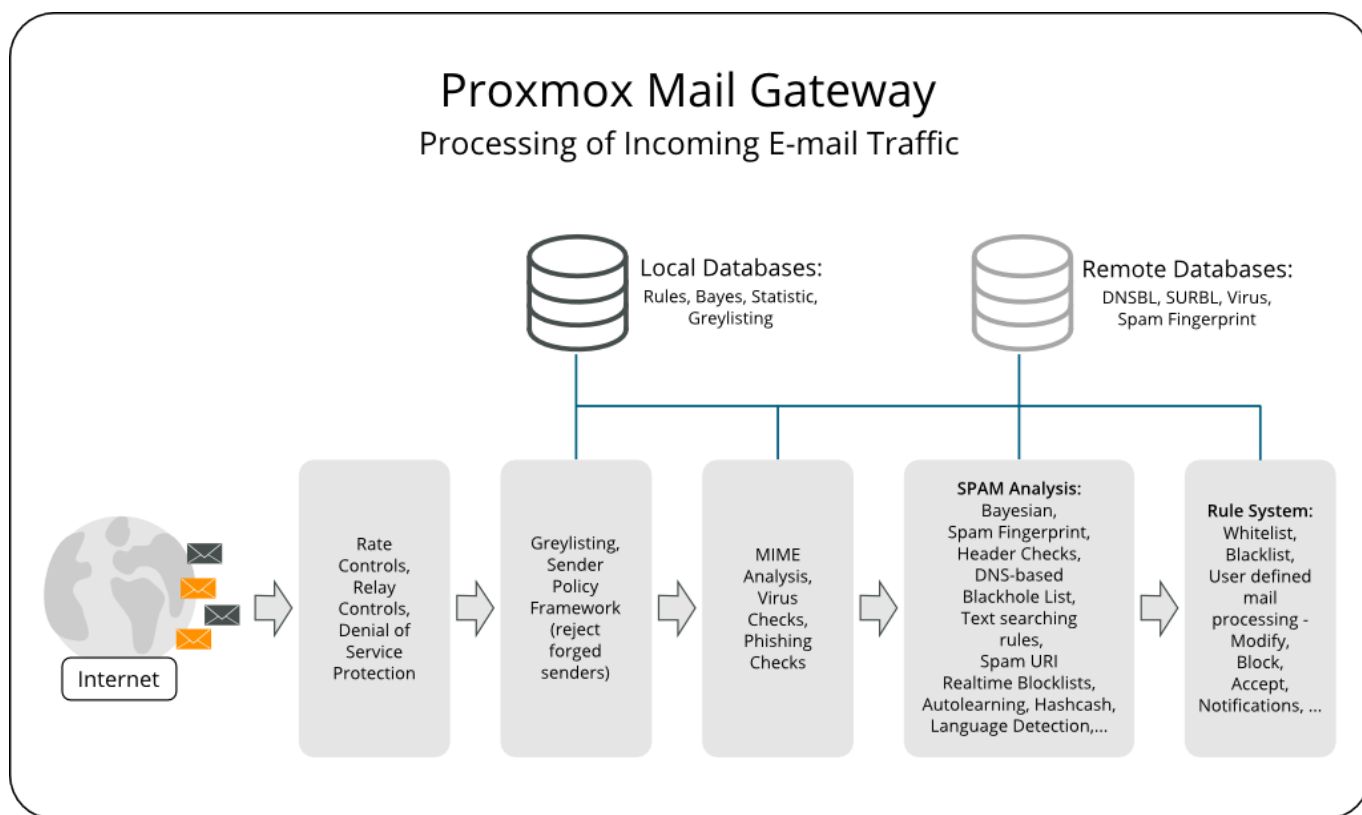 Proxmox Mail Gateway
Processing of Incoming E-mail Traffic
Local Databases:
Rules, Bayes, Statistic,
Greylisting
Remote Databases:
DNSBL, SURBL, Virus,
Spam Fingerprint
Internet
Rate
Controls,
Relay
Controls,
Denial of
Service
Protection
Greylisting,
Sender
Policy
Framework
(reject
forged
senders)
MIME
Analysis,
Virus
Checks,
Phishing
Checks
SPAM Analysis:
Bayesian,
Spam Fingerprint,
Header Checks,
DNS-based
Blackhole List,
Text searching
rules,
Spam URI
Realtime Blocklists,
Autolearning, Hashcash,
Language Detection,...
Rule System:
Whitelist,
Blacklist,
User defined
mail
processing -
Modify,
Block,
Accept,
Notifications, ...